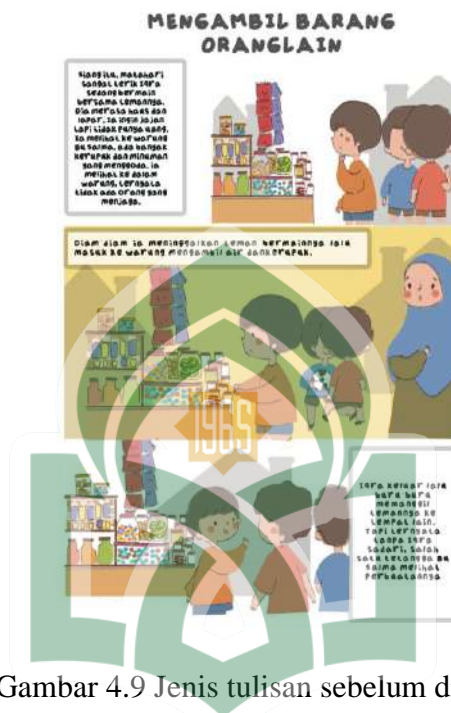 MENGAMBIL BARANG
ORANGLAIN
Siang itu, matahari
sangat terik Iqra
sedang bermain
bersama temannya.
Dia merasa haus dan
lapar, Ia ingin jajan
tapi tidak punya uang.
Ia melihat ke warung
Bu Salma, ada banyak
kerupuk dan minuman
yang menggoda. Ia
melihat ke dalam
warung, ternyata
tidak ada orang yang
menjaga.
Diam diam ia meninggalkan teman bermainnya lalu
masuk ke warung mengambil air dan kerupuk.
1965
Iqra keluar lalu
buru buru
memanggil
temannya ke
tempat lain.
Tapi ternyata
tanpa Iqra
sadari, salah
satu tetangga Bu
Salma melihat
perbuatannya
Gambar 4.9 Jenis tulisan sebelum d